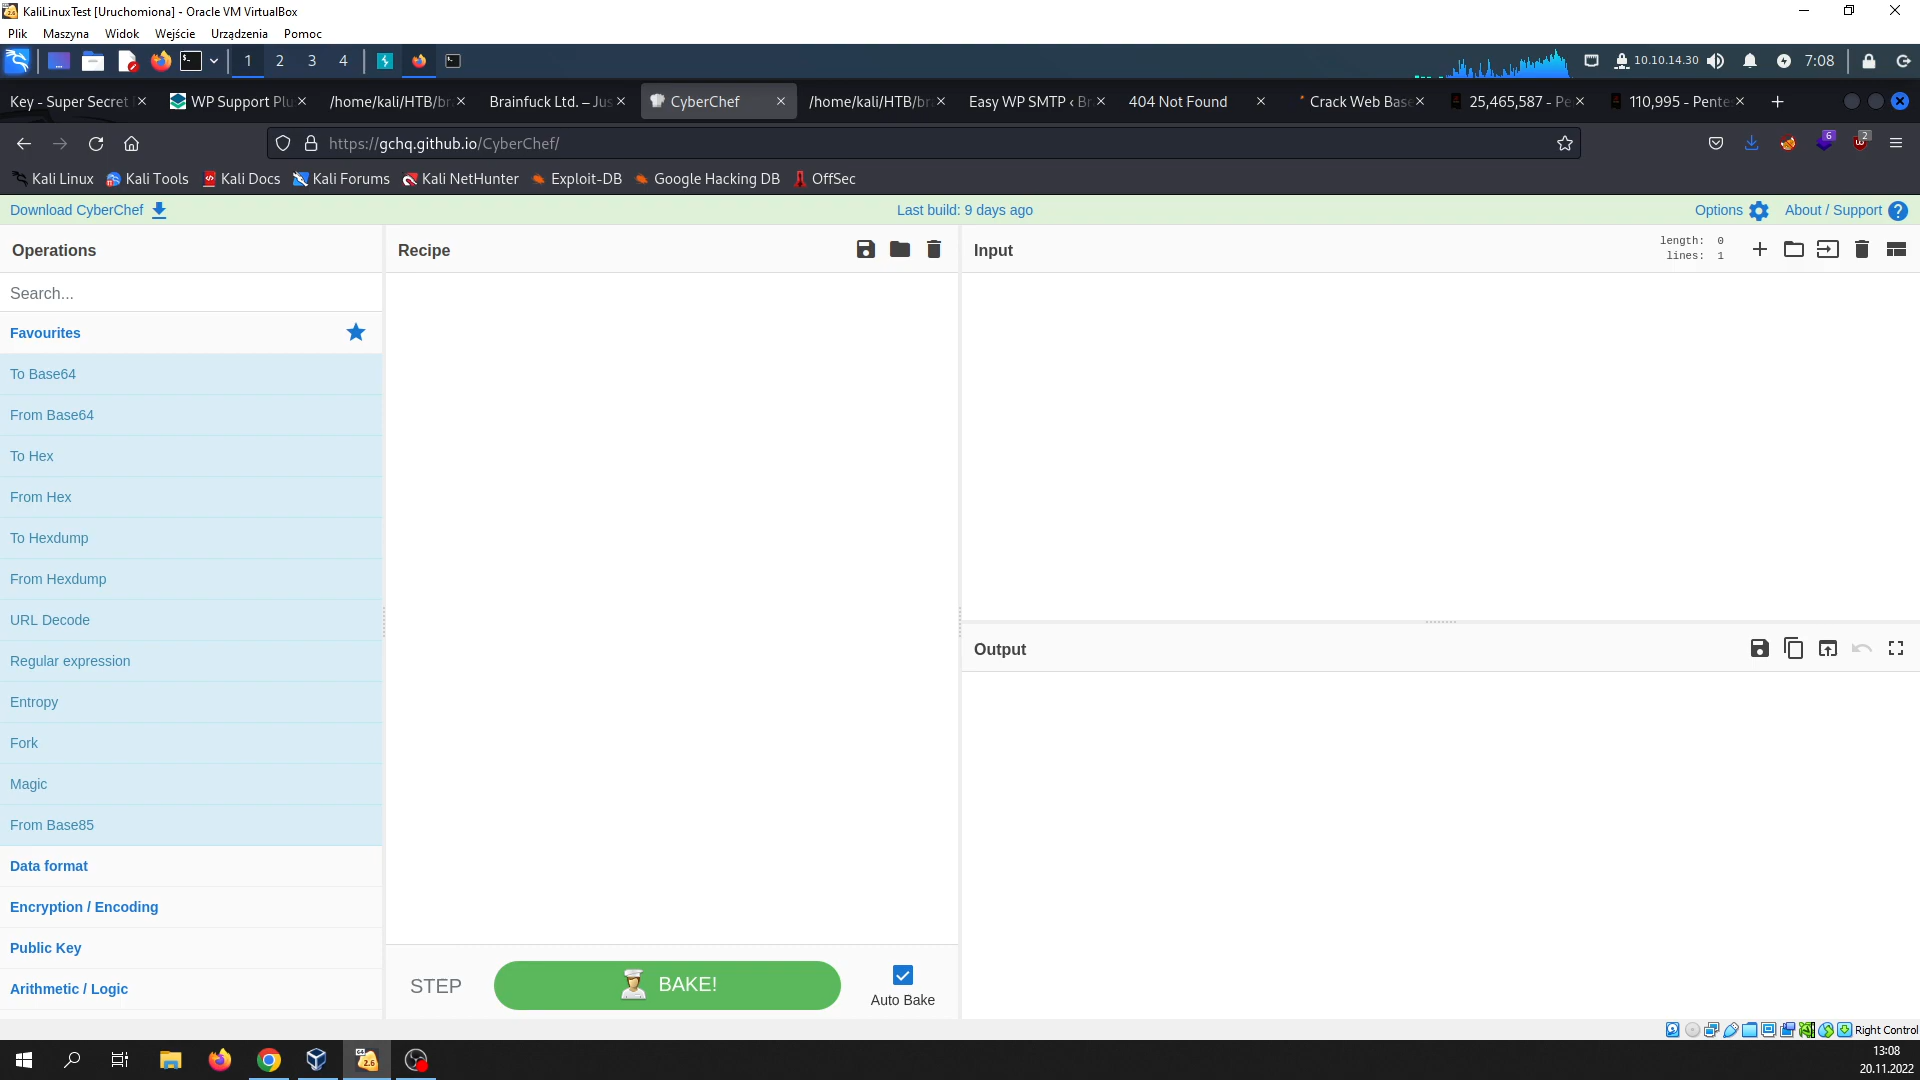 KaliLinuxTest [Uruchomiona] - Oracle VM VirtualBox
Plik Maszyna Widok Wejście Urządzenia Pomoc
1 2 3 4 10.10.14.30 7:08
Key - Super Secret WP Support Plu /home/kali/HTB/br Brainfuck Ltd. – Jus CyberChef /home/kali/HTB/br Easy WP SMTP ‹ Br 404 Not Found Crack Web Base 25,465,587 - Pe 110,995 - Pente
https://gchq.github.io/CyberChef/ 6 2
Kali Linux Kali Tools Kali Docs Kali Forums Kali NetHunter Exploit-DB Google Hacking DB OffSec
Download CyberChef Last build: 9 days ago Options About / Support
Operations Recipe Input length: 0
lines: 1
Search...
Favourites
To Base64
From Base64
To Hex
From Hex
To Hexdump
From Hexdump
URL Decode
Output
Regular expression
Entropy
Fork
Magic
From Base85
Data format
Encryption / Encoding
Public Key
Arithmetic / Logic
STEP BAKE! Auto Bake
Right Control
2.6
13:08
20.11.2022